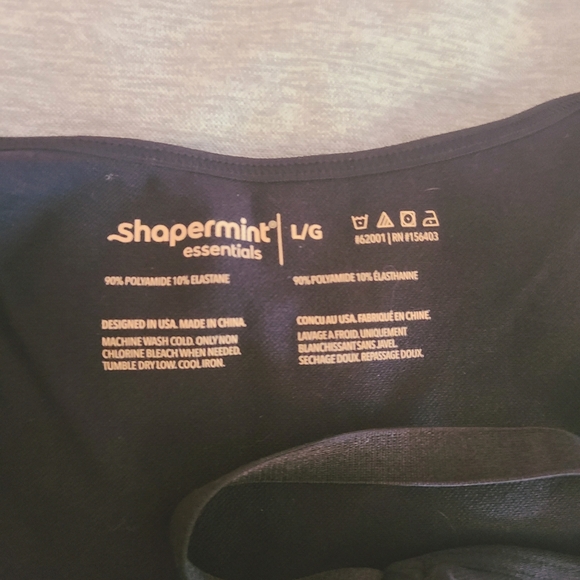 Shapermint®
essentials
L/G
#62001 | RN #156403
90% POLYAMIDE 10% ELASTANE
90% POLYAMIDE 10% ÉLASTHANNE
DESIGNED IN USA. MADE IN CHINA.
MACHINE WASH COLD. ONLY NON
CHLORINE BLEACH WHEN NEEDED.
TUMBLE DRY LOW. COOL IRON.
CONCU AU USA. FABRIQUÉ EN CHINE.
LAVAGE A FROID. UNIQUEMENT
BLANCHISSANT SANS JAVEL.
SECHAGE DOUX. REPASSAGE DOUX.